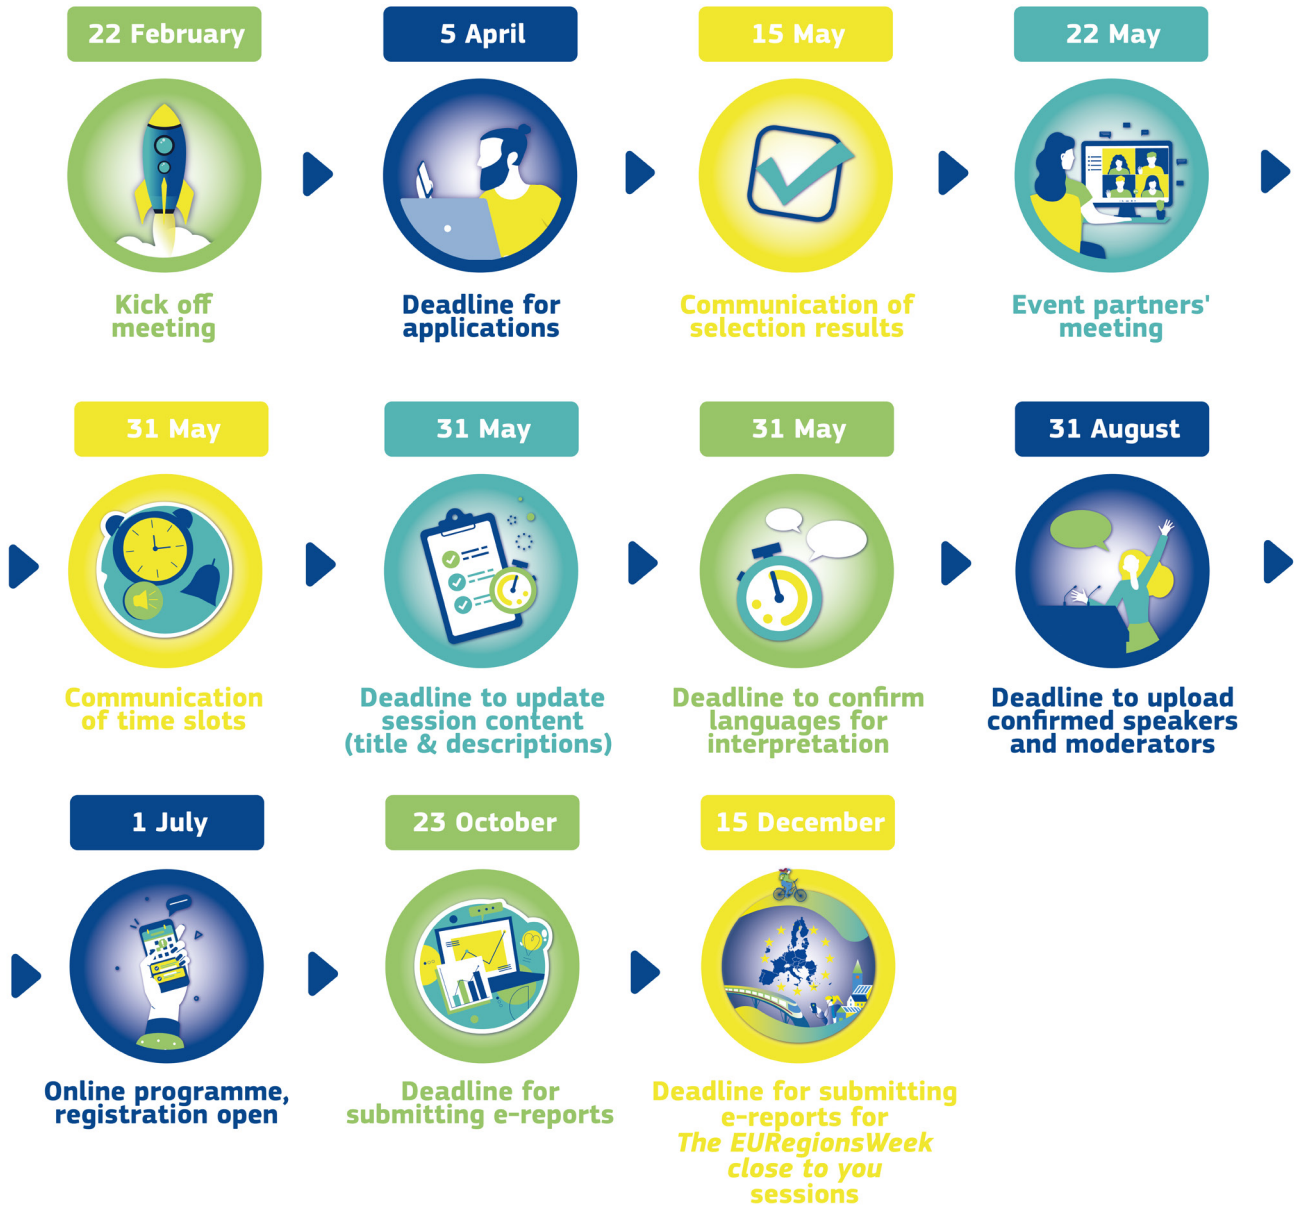 22 February
Kick off
meeting
5 April
Deadline for
applications
15 May
Communication of
selection results
22 May
Event partners'
meeting
31 May
Communication
of time slots
31 May
Deadline to update
session content
(title & descriptions)
31 May
Deadline to confirm
languages for
interpretation
31 August
Deadline to upload
confirmed speakers
and moderators
1 July
Online programme,
registration open
23 October
Deadline for
submitting e-reports
15 December
Deadline for submitting
e-reports for
The EURegionsWeek
close to you
sessions